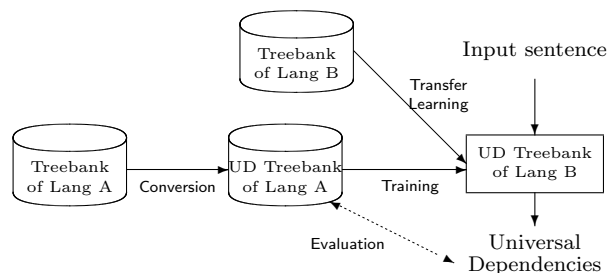 Treebank
of Lang B
Input sentence
Transfer
Learning
Treebank
of Lang A
Conversion
UD Treebank
of Lang A
Training
UD Treebank
of Lang B
Evaluation
Universal
Dependencies